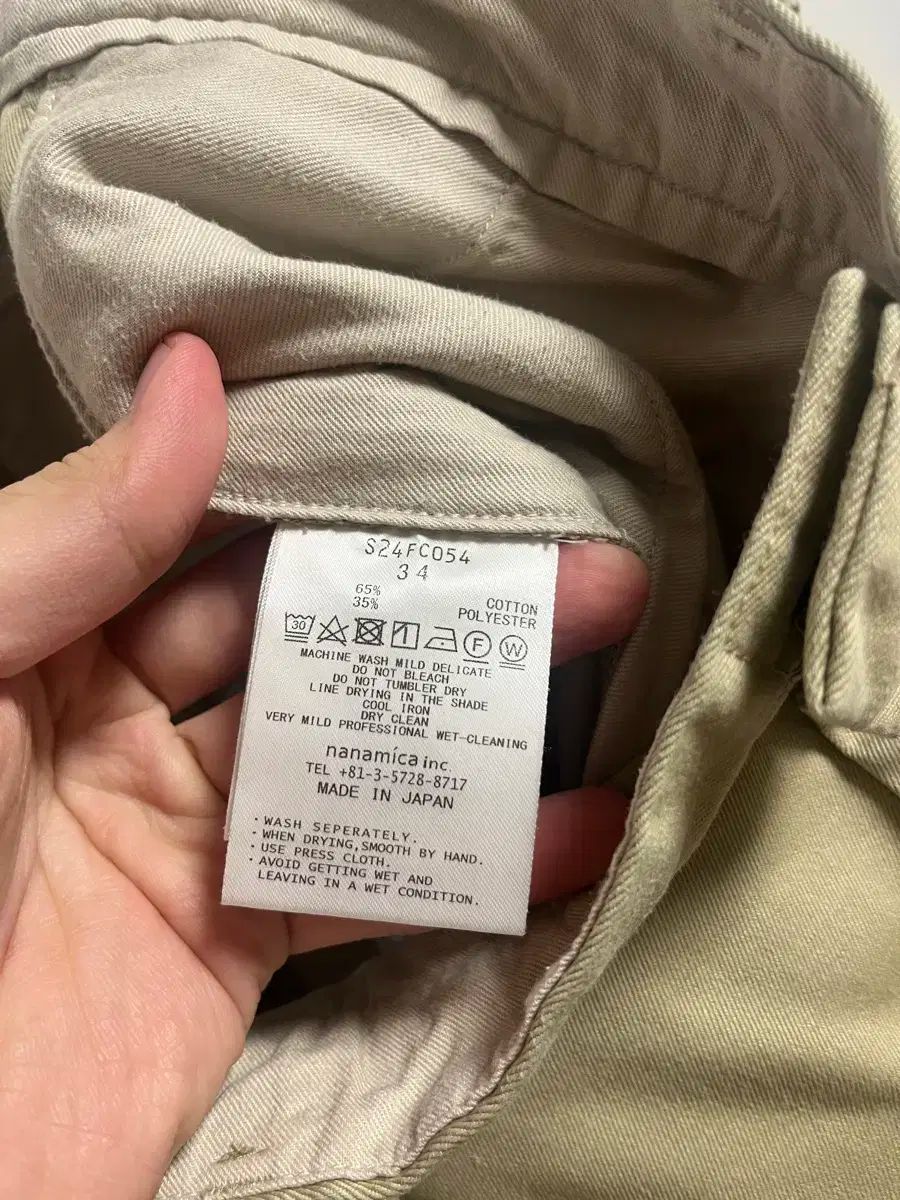 S24FC054
34
65% COTTON
35% POLYESTER
30 F W
MACHINE WASH MILD DELICATE
DO NOT BLEACH
DO NOT TUMBLER DRY
LINE DRYING IN THE SHADE
COOL IRON
DRY CLEAN
VERY MILD PROFESSIONAL WET-CLEANING
nanamica inc.
TEL +81-3-5728-8717
MADE IN JAPAN
・WASH SEPERATELY.
・WHEN DRYING,SMOOTH BY HAND.
・USE PRESS CLOTH.
・AVOID GETTING WET AND
LEAVING IN A WET CONDITION.